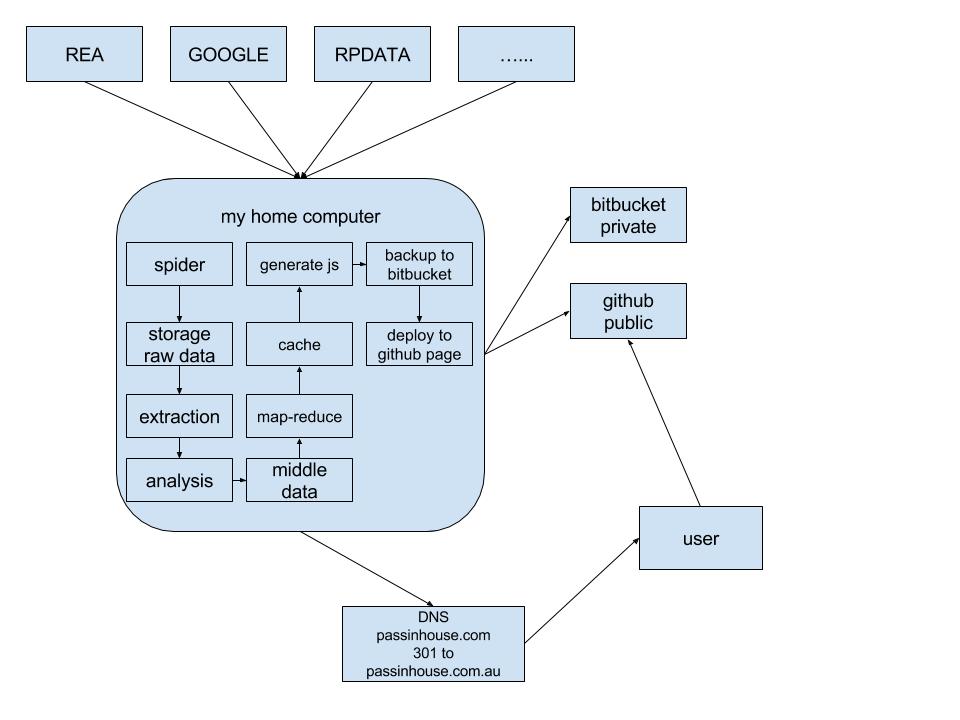 REA
GOOGLE
RPDATA
…...
my home computer
spider
storage
raw data
extraction
analysis
middle
data
map-reduce
cache
generate js
backup to
bitbucket
deploy to
github page
bitbucket
private
github
public
user
DNS
passinhouse.com
301 to
passinhouse.com.au